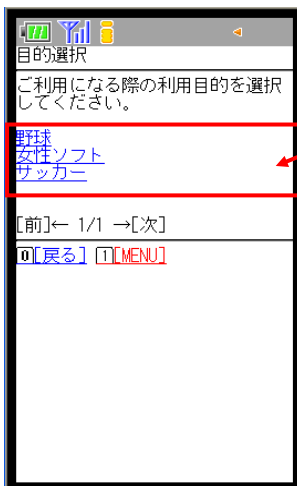 目的選択
ご利用になる際の利用目的を選択
してください。
野球
女性ソフト
サッカー
[前]← 1/1 →[次]
0[戻る] 1[MENU]